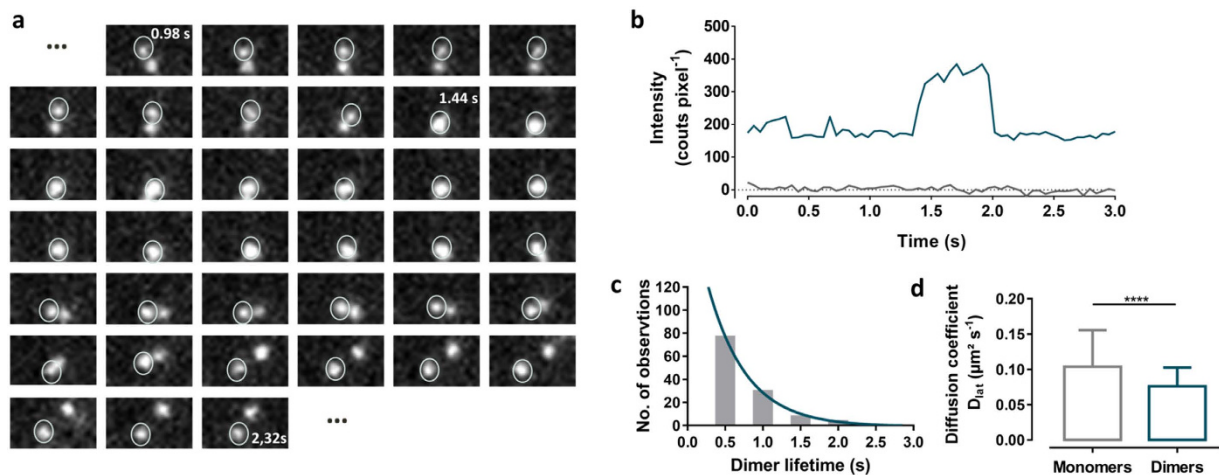 a
...
0.98 s
1.44 s
2,32s
...
b
Intensity
(couts pixel⁻¹)
500
400
300
200
100
0
0.0 0.5 1.0 1.5 2.0 2.5 3.0
Time (s)
c
No. of observtions
120
100
80
60
40
20
0
0.0 0.5 1.0 1.5 2.0 2.5 3.0
Dimer lifetime (s)
d
Diffusion coefficient
D_lat (µm² s⁻¹)
0.20
0.15
0.10
0.05
0.00
****
Monomers Dimers